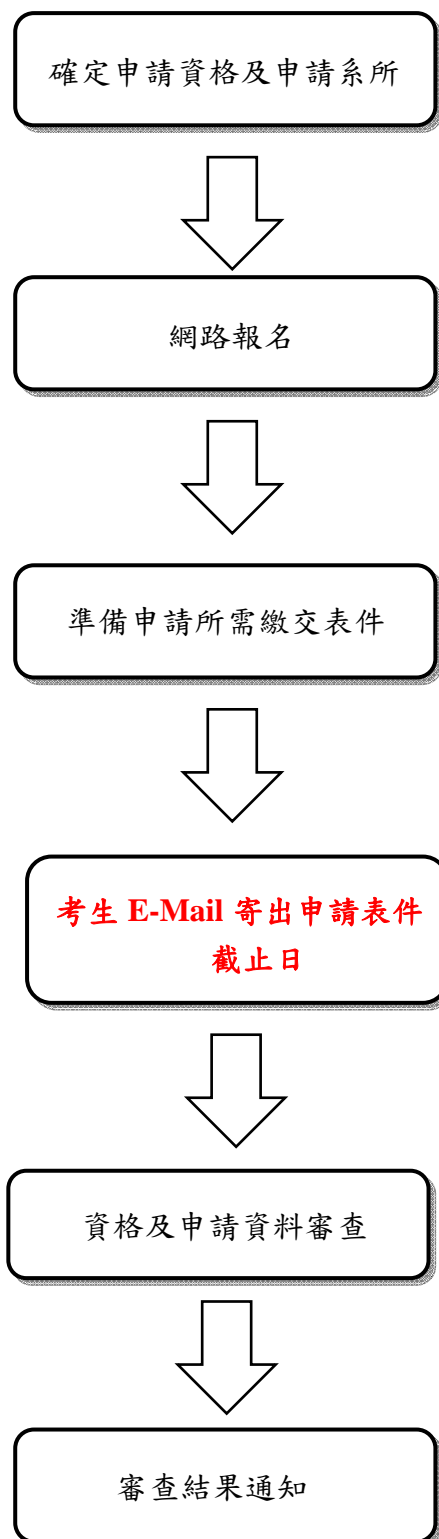 確定申請資格及申請系所
網路報名
準備申請所需繳交表件
考生 E-Mail 寄出申請表件
截止日
資格及申請資料審查
審查結果通知